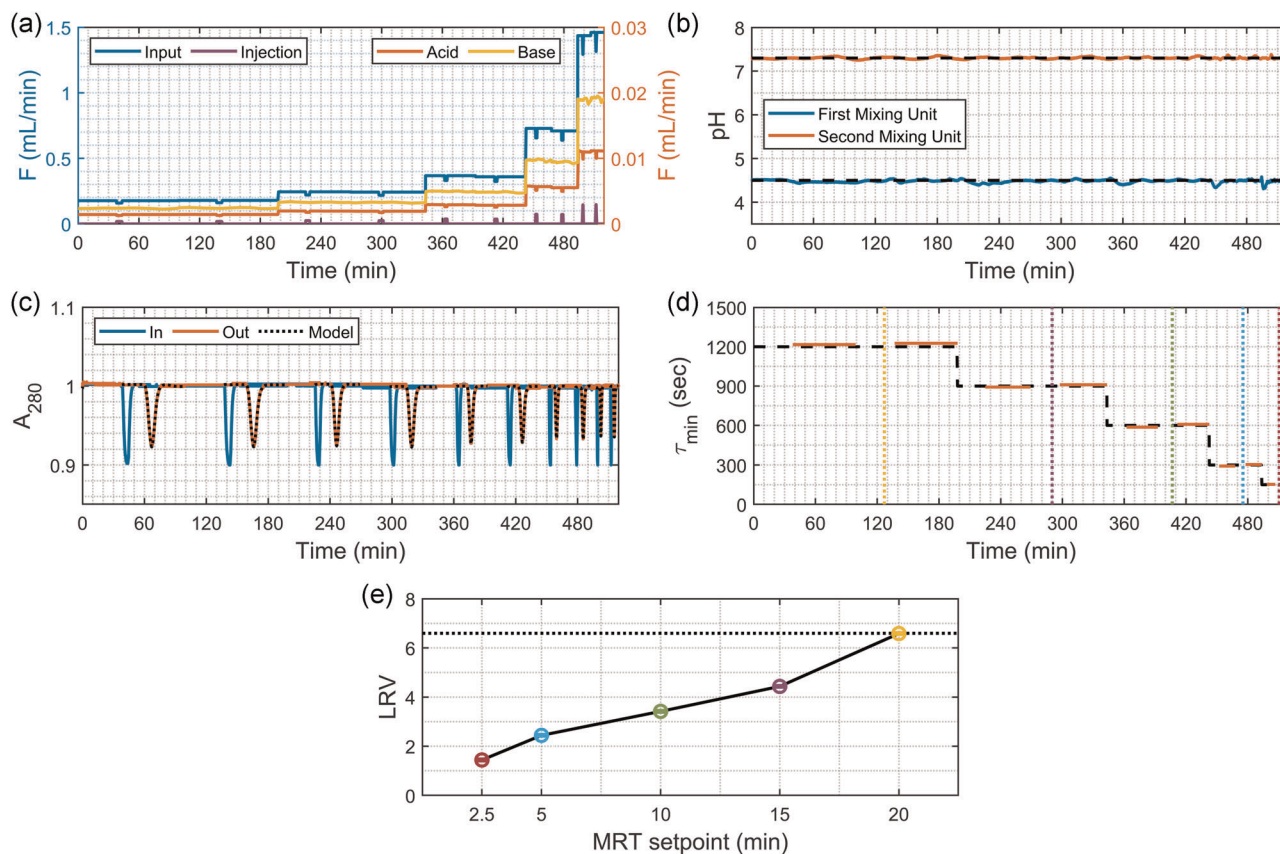 (a)
1.5
1
0.5
0
F (mL/min)
Input
Injection
Acid
Base
0.03
0.02
0.01
0
F (mL/min)
0 60 120 180 240 300 360 420 480
Time (min)
(b)
8
7
6
5
4
pH
First Mixing Unit
Second Mixing Unit
0 60 120 180 240 300 360 420 480
Time (min)
(c)
1.1
1
0.9
A280
In
Out
Model
0 60 120 180 240 300 360 420 480
Time (min)
(d)
1500
1200
900
600
300
0
τmin (sec)
0 60 120 180 240 300 360 420 480
Time (min)
(e)
8
6
4
2
0
LRV
2.5 5 10 15 20
MRT setpoint (min)